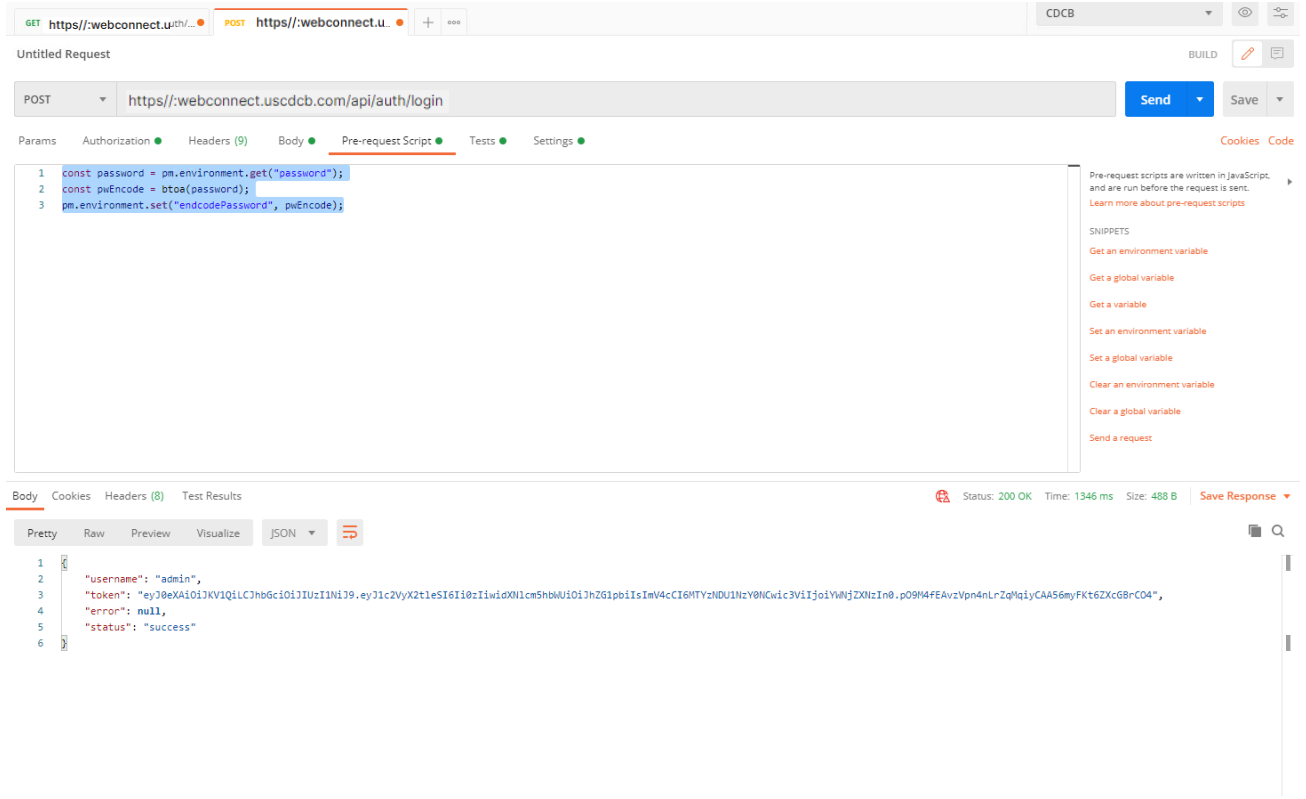 GET https//:webconnect.uth/... POST https//:webconnect.u.. + ooo CDCB
Untitled Request BUILD
POST https//:webconnect.uscdcb.com/api/auth/login Send Save
Params Authorization Headers (9) Body Pre-request Script Tests Settings Cookies Code
1 const password = pm.environment.get("password");
2 const pwEncode = btoa(password);
3 pm.environment.set("endcodePassword", pwEncode);
Pre-request scripts are written in JavaScript,
and are run before the request is sent.
Learn more about pre-request scripts
SNIPPETS
Get an environment variable
Get a global variable
Get a variable
Set an environment variable
Set a global variable
Clear an environment variable
Clear a global variable
Send a request
Body Cookies Headers (8) Test Results Status: 200 OK Time: 1346 ms Size: 488 B Save Response
Pretty Raw Preview Visualize JSON
1 {
2 "username": "admin",
3 "token": "eyJ0eXAiOiJKV1QiLCJhbGciOiJIUzI1NiJ9.eyJ1c2VyX2tleSI6Ii0zIiwidXNlcm5hbWUiOiJhZG1pbiIsImV4cCI6MTYzNDU1NzY0NCwic3ViIjoiYWNjZXNzIn0.pO9M4fEAvzVpn4nLrZqMqiyCAA56myFKt6ZXcGBrCO4",
4 "error": null,
5 "status": "success"
6 }